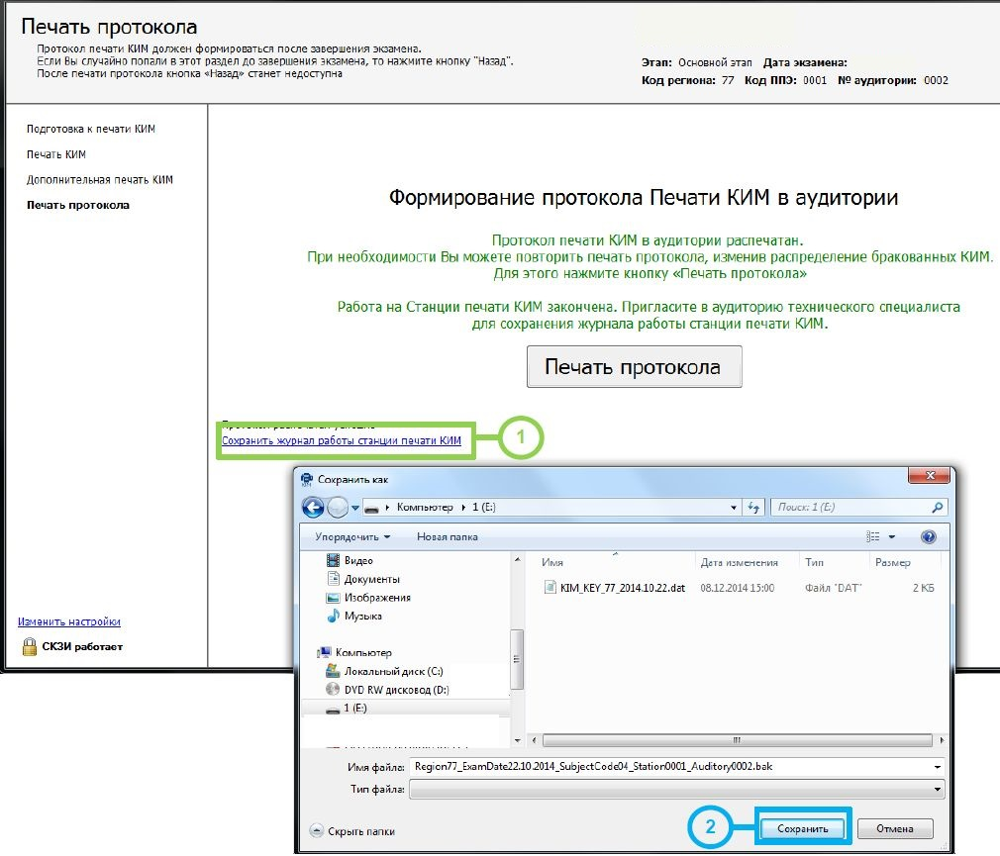 Печать протокола
Протокол печати КИМ должен формироваться после завершения экзамена.
Если Вы случайно попали в этот раздел до завершения экзамена, то нажмите кнопку "Назад".
После печати протокола кнопка «Назад» станет недоступна
Этап: Основной этап Дата экзамена:
Код региона: 77 Код ППЭ: 0001 № аудитории: 0002
Подготовка к печати КИМ
Печать КИМ
Дополнительная печать КИМ
Печать протокола
Формирование протокола Печати КИМ в аудитории
Протокол печати КИМ в аудитории распечатан.
При необходимости Вы можете повторить печать протокола, изменив распределение бракованных КИМ.
Для этого нажмите кнопку «Печать протокола»
Работа на Станции печати КИМ закончена. Пригласите в аудиторию технического специалиста
для сохранения журнала работы станции печати КИМ.
Печать протокола
Сохранить журнал работы станции печати КИМ
1
Изменить настройки
СКЗИ работает
Сохранить как
Компьютер 1 (E:)
Поиск: 1 (E:)
Упорядочить Новая папка
Видео
Документы
Изображения
Музыка
Компьютер
Локальный диск (C:)
DVD RW дисковод (D:)
1 (E:)
Имя Дата изменения Тип Размер
KIM_KEY_77_2014.10.22.dat 08.12.2014 15:00 Файл "DAT" 2 КБ
Имя файла: Region77_ExamDate22.10.2014_SubjectCode04_Station0001_Auditory0002.bak
Тип файла:
Скрыть папки
2
Сохранить
Отмена